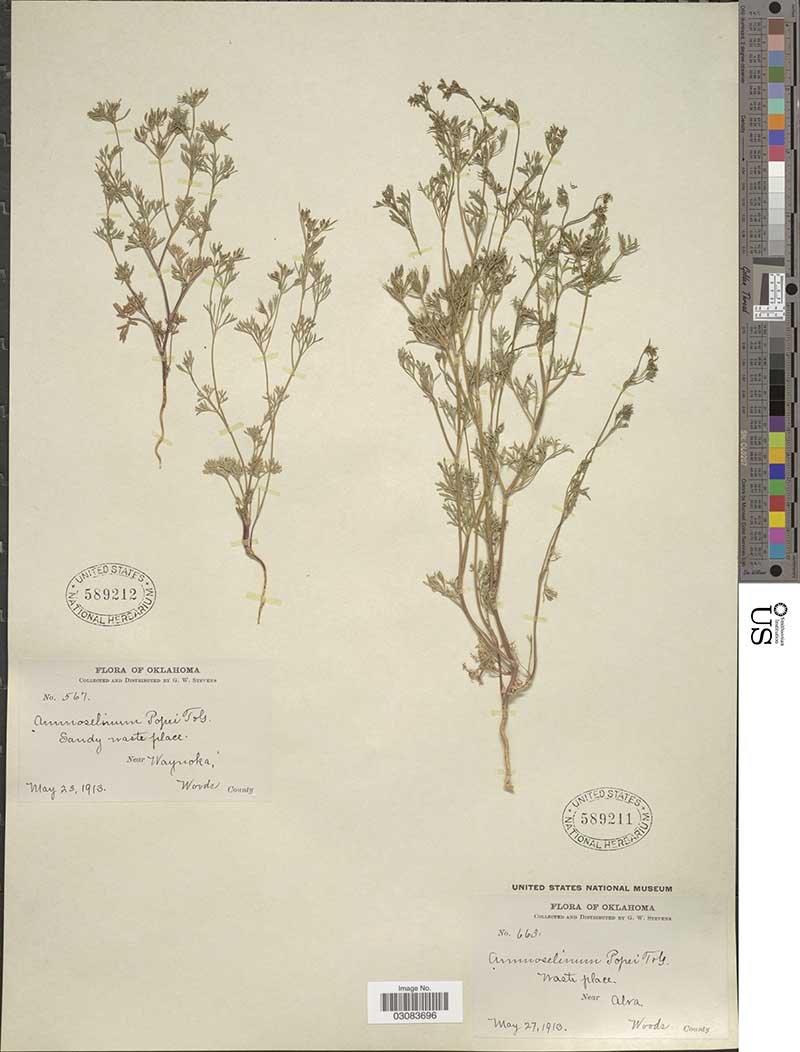 UNITED STATES
589212
NATIONAL HERBARIUM
FLORA OF OKLAHOMA
COLLECTED AND DISTRIBUTED BY G. W. STEVENS
No. 567.
Ammoselinum Popei T&G.
Sandy waste place.
Near Waynoka,
May 23, 1913. Woods County
UNITED STATES
589211
NATIONAL HERBARIUM
UNITED STATES NATIONAL MUSEUM
FLORA OF OKLAHOMA
COLLECTED AND DISTRIBUTED BY G. W. STEVENS
No. 663.
Ammoselinum Popei T&G.
Waste place.
Near Alva.
May 27, 1913. Woods County
Image No.
03083696
Golden Thread
Smithsonian
Institution
US